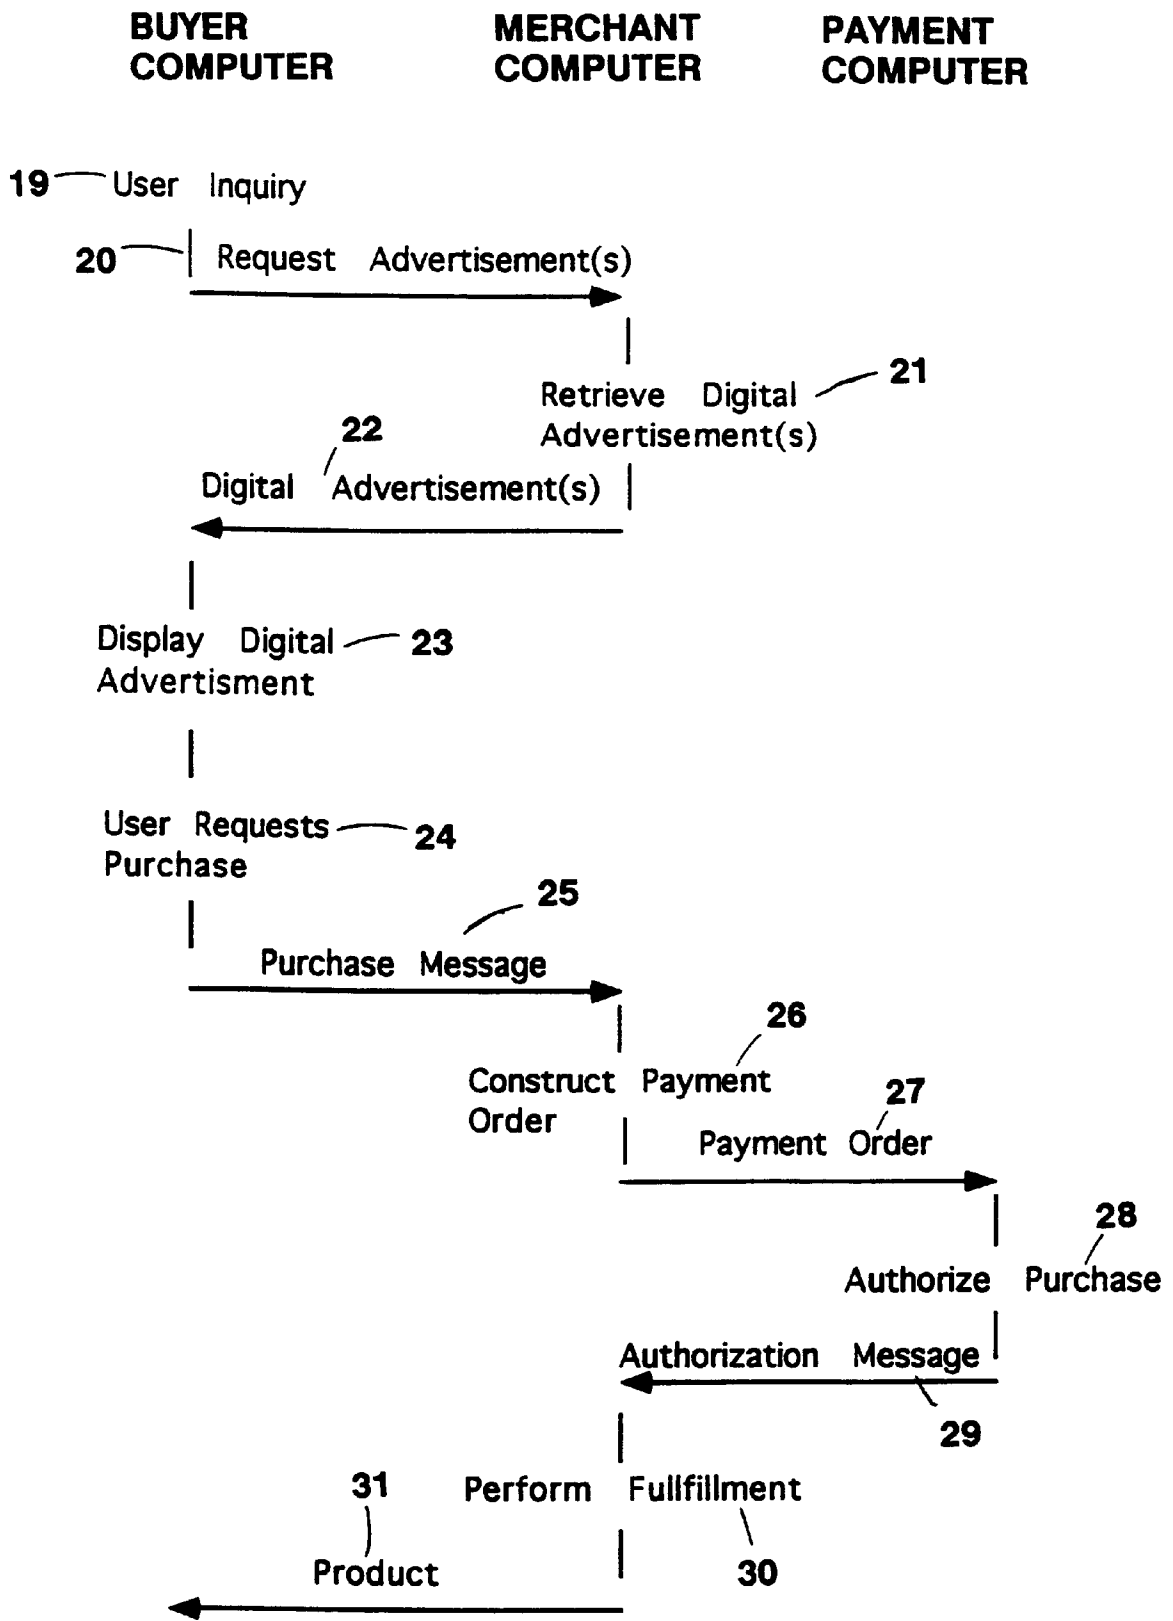 BUYER
COMPUTER
MERCHANT
COMPUTER
PAYMENT
COMPUTER
19 User Inquiry
20 Request Advertisement(s)
21
Retrieve Digital
Advertisement(s)
22
Digital Advertisement(s)
Display Digital 23
Advertisment
User Requests 24
Purchase
25
Purchase Message
26
Construct Payment
Order
27
Payment Order
28
Authorize Purchase
Authorization Message
29
31
Perform Fullfillment
Product
30